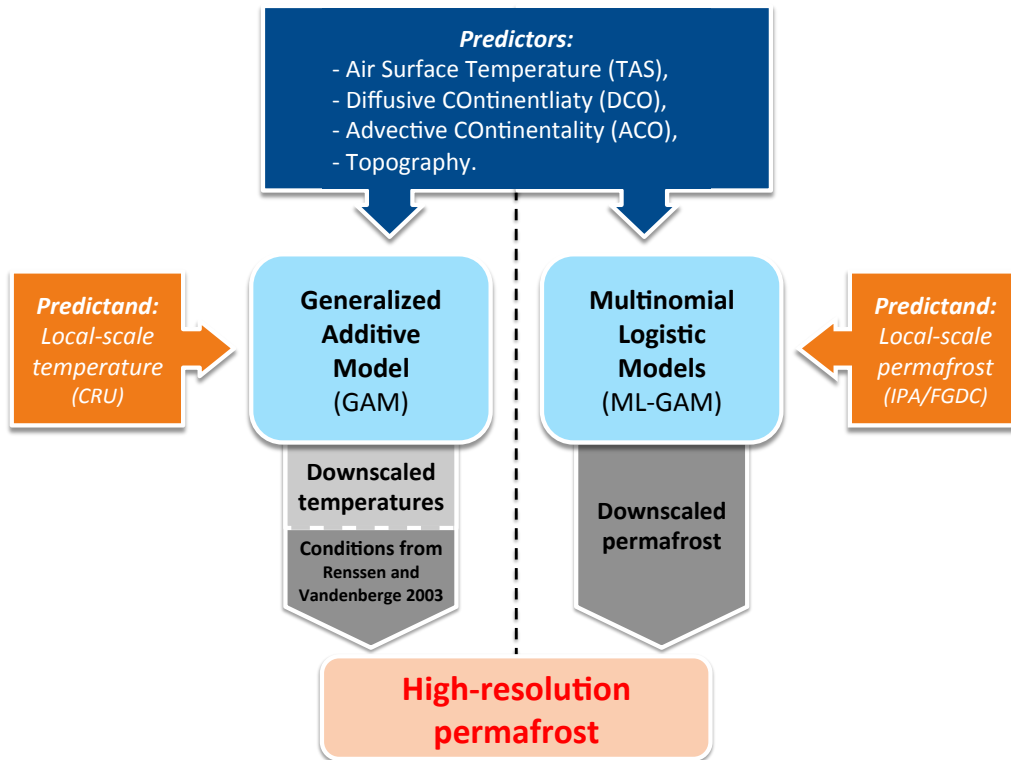 Predictors:
- Air Surface Temperature (TAS),
- Diffusive COntinentliaty (DCO),
- Advective COntinentality (ACO),
- Topography.
Predictand:
Local-scale
temperature
(CRU)
Generalized
Additive
Model
(GAM)
Multinomial
Logistic
Models
(ML-GAM)
Predictand:
Local-scale
permafrost
(IPA/FGDC)
Downscaled
temperatures
Conditions from
Renssen and
Vandenberge 2003
Downscaled
permafrost
High-resolution
permafrost